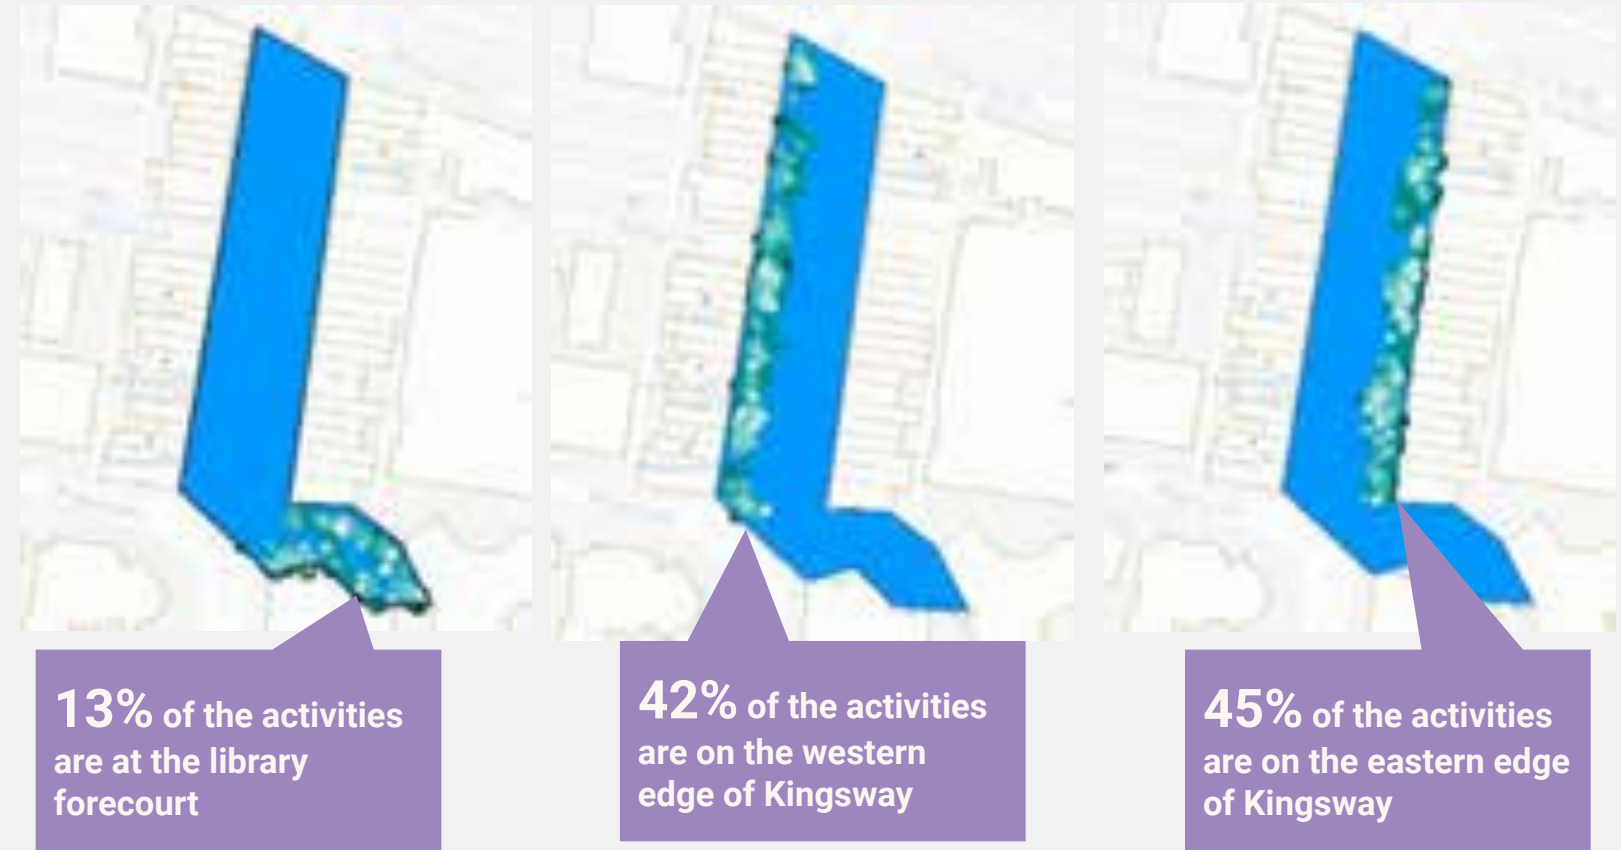 13% of the activities
are at the library
forecourt
42% of the activities
are on the western
edge of Kingsway
45% of the activities
are on the eastern edge
of Kingsway